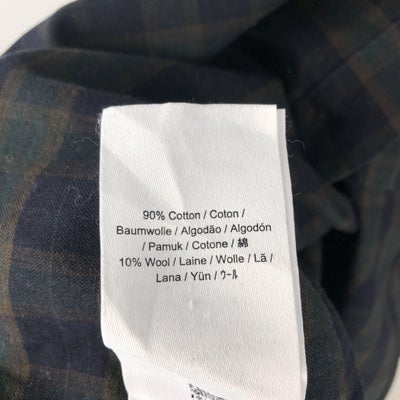 90% Cotton / Coton /
Baumwolle / Algodão / Algodón
/ Pamuk / Cotone / 綿
10% Wool / Laine / Wolle / Lã /
Lana / Yün / ウール